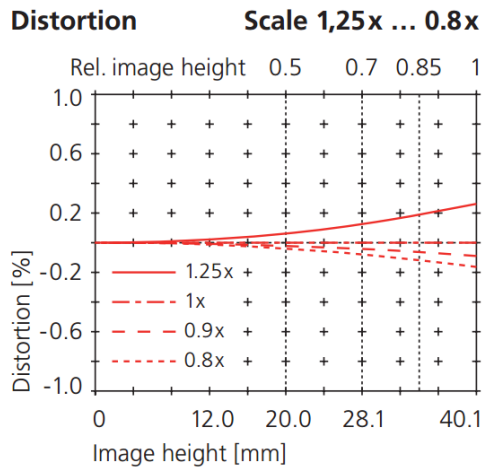 Distortion Scale 1,25x ... 0.8x
Rel. image height 0.5 0.7 0.85 1
1.0
0.6
0.2
-0.2
-0.6
-1.0
Distortion [%]
1.25x
1x
0.9x
0.8x
0 12.0 20.0 28.1 40.1
Image height [mm]